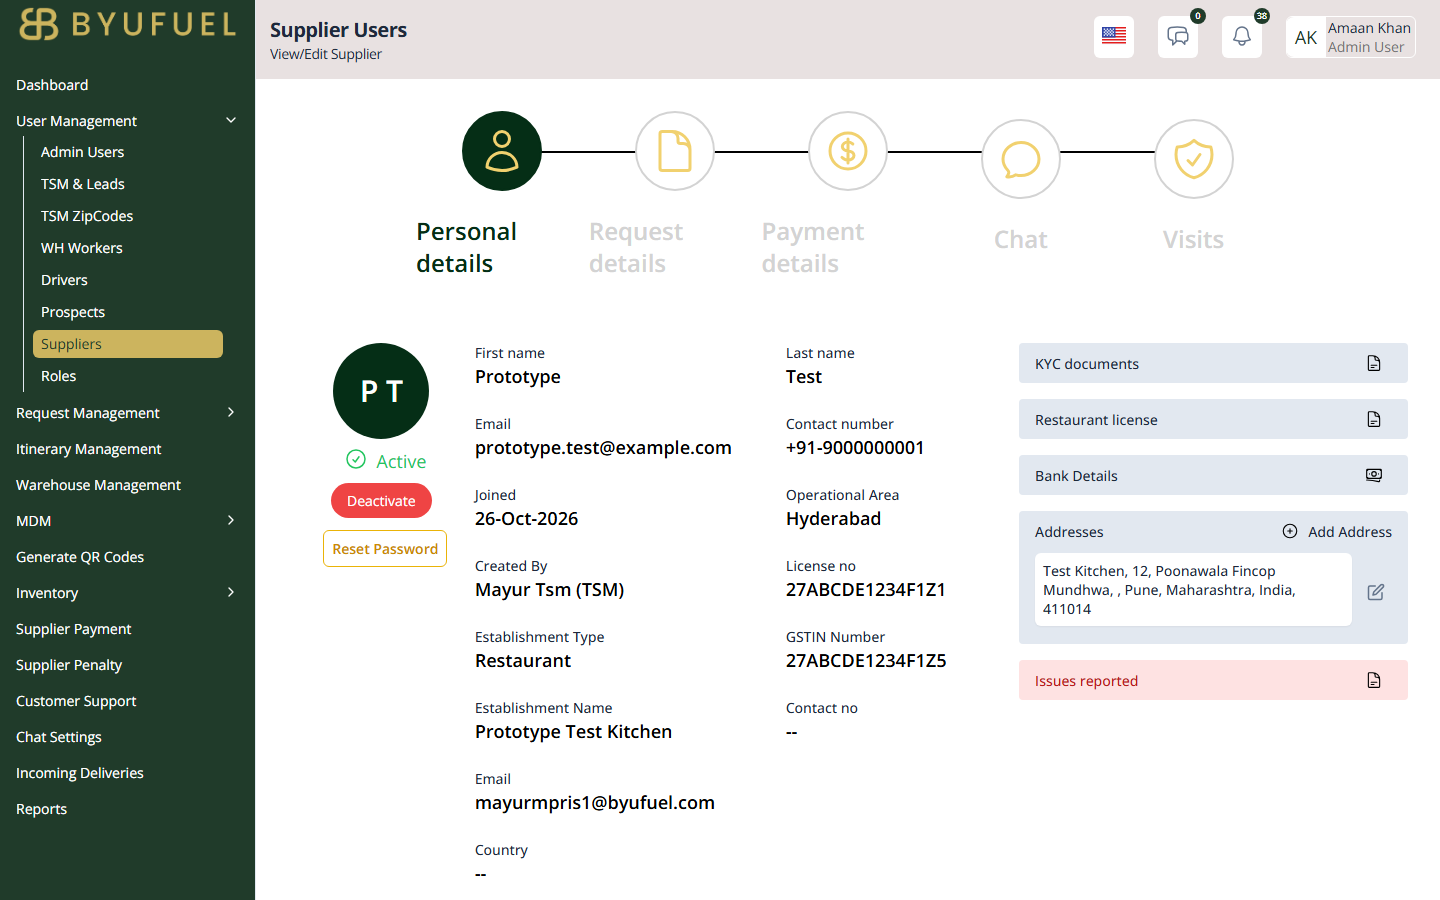 BYUFUEL
Supplier Users
View/Edit Supplier
0
38
AK
Amaan Khan
Admin User
Dashboard
User Management
Admin Users
TSM & Leads
TSM ZipCodes
WH Workers
Drivers
Prospects
Suppliers
Roles
Request Management
Itinerary Management
Warehouse Management
MDM
Generate QR Codes
Inventory
Supplier Payment
Supplier Penalty
Customer Support
Chat Settings
Incoming Deliveries
Reports
Personal
details
Request
details
Payment
details
Chat
Visits
P T
Active
Deactivate
Reset Password
First name
Prototype
Last name
Test
Email
prototype.test@example.com
Contact number
+91-9000000001
Joined
26-Oct-2026
Operational Area
Hyderabad
Created By
Mayur Tsm (TSM)
License no
27ABCDE1234F1Z1
Establishment Type
Restaurant
GSTIN Number
27ABCDE1234F1Z5
Establishment Name
Prototype Test Kitchen
Contact no
--
Email
mayurmpris1@byufuel.com
Country
--
KYC documents
Restaurant license
Bank Details
Addresses
Add Address
Test Kitchen, 12, Poonawala Fincop
Mundhwa, , Pune, Maharashtra, India,
411014
Issues reported